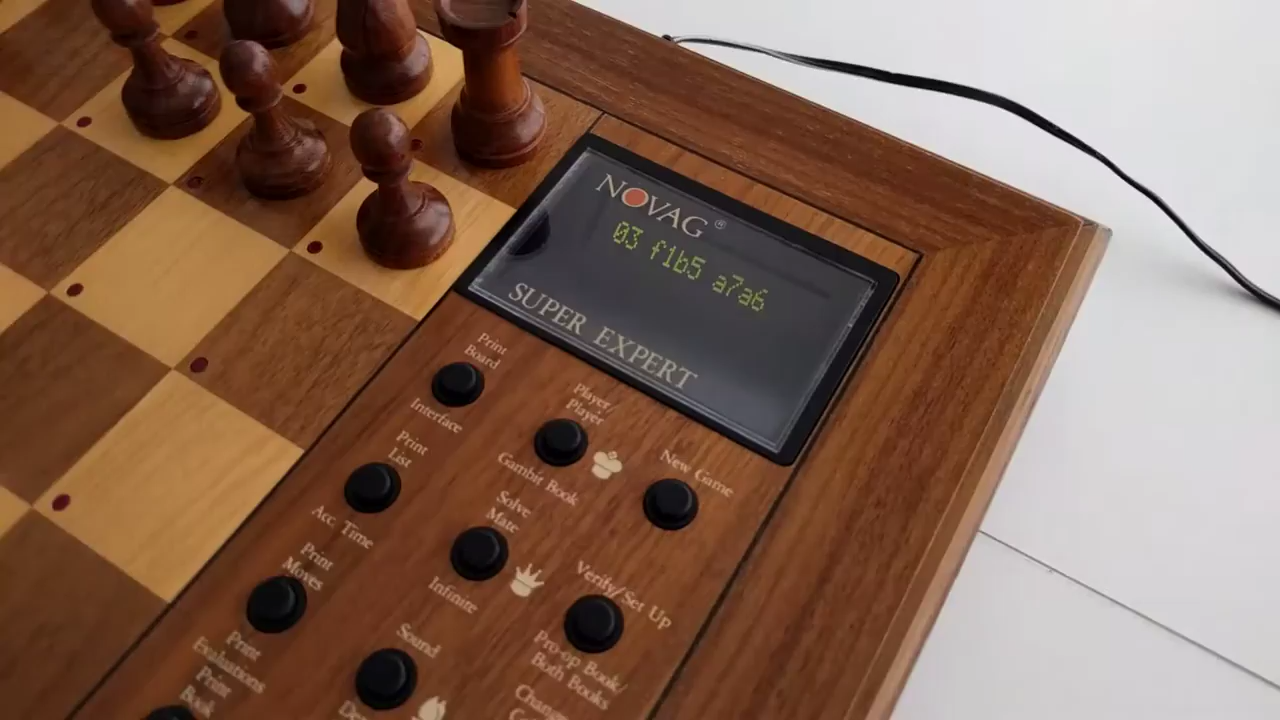 NOVAG ®
03 f1b5 a7a6
SUPER EXPERT
Print
Board
Interface
Player/
Player
Gambit Book
New Game
Print
List
Acc. Time
Solve
Mate
Infinite
Verify/Set Up
Pro-op Book/
Both Books
Print
Moves
Print
Evaluations
Sound
Print
Book